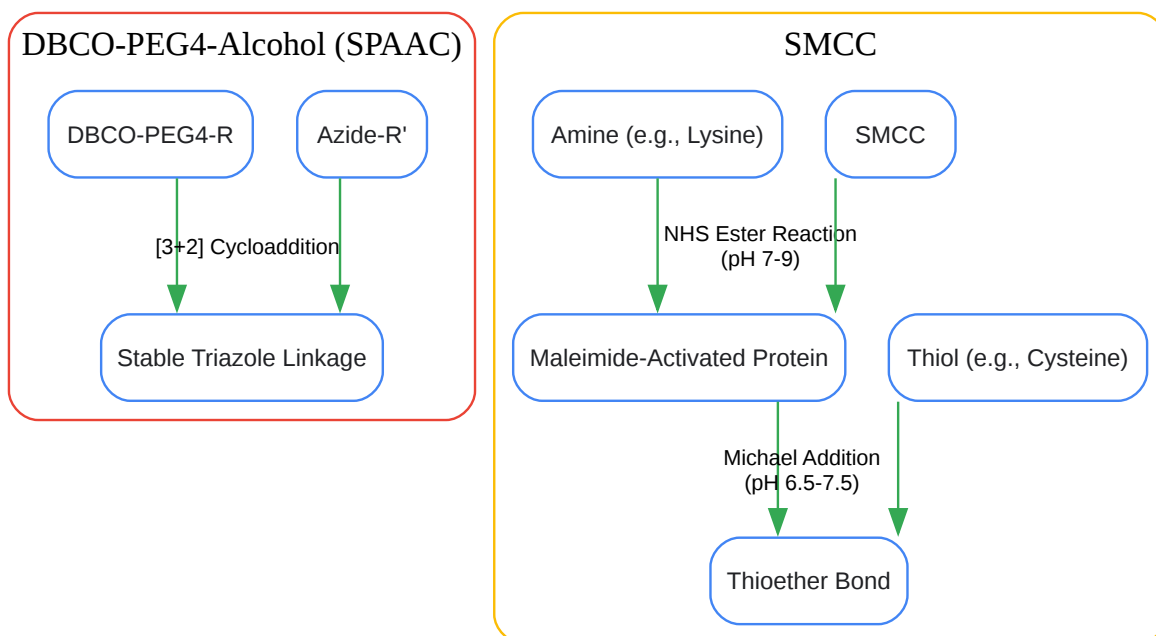 DBCO-PEG4-Alcohol (SPAAC)
DBCO-PEG4-R
Azide-R'
[3+2] Cycloaddition
Stable Triazole Linkage
SMCC
Amine (e.g., Lysine)
SMCC
NHS Ester Reaction
(pH 7-9)
Maleimide-Activated Protein
Thiol (e.g., Cysteine)
Michael Addition
(pH 6.5-7.5)
Thioether Bond